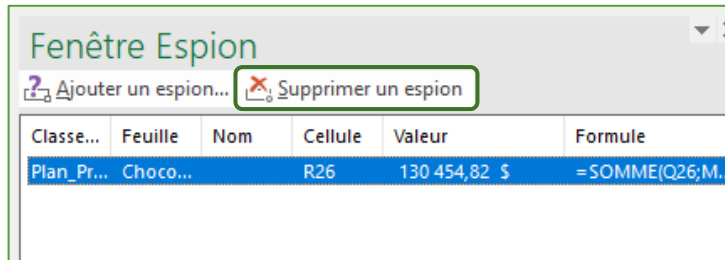 Fenêtre Espion
Ajouter un espion... Supprimer un espion
Classe... Feuille Nom Cellule Valeur Formule
Plan_Pr... Choco... R26 130 454,82 $ =SOMME(Q26;M...